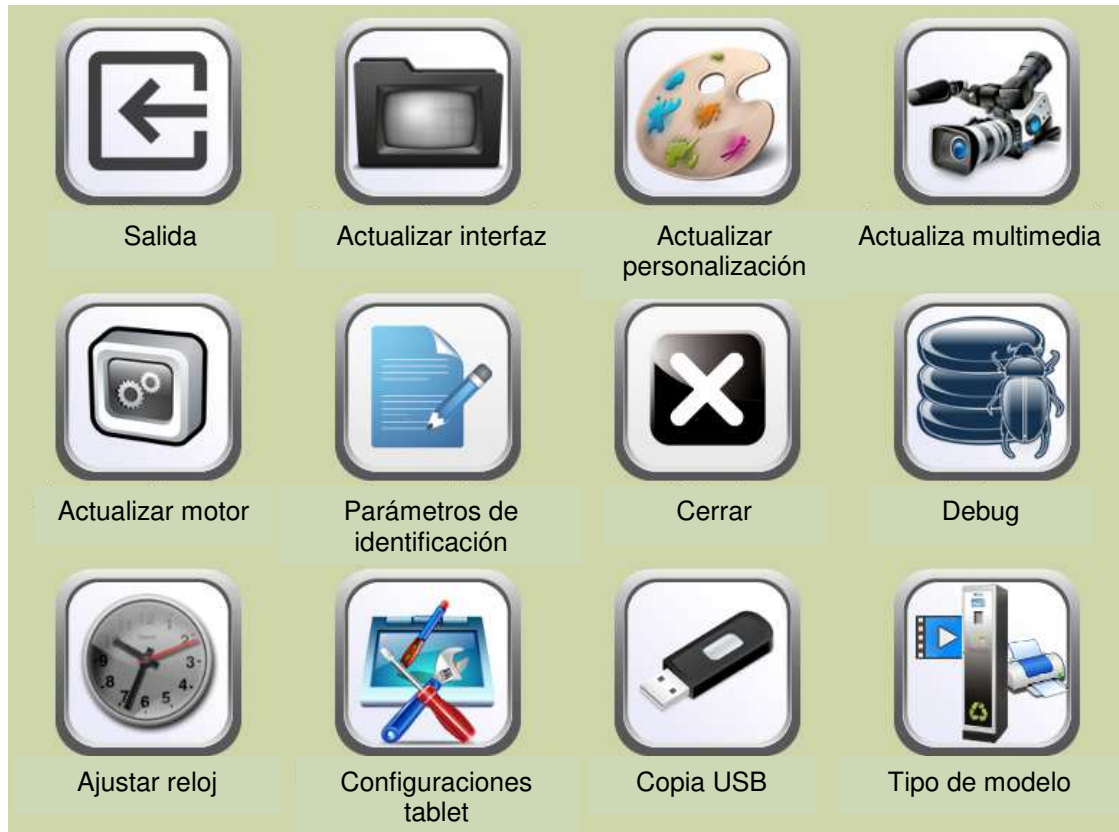 Salida
Actualizar interfaz
Actualizar
personalización
Actualiza multimedia
Actualizar motor
Parámetros de
identificación
Cerrar
Debug
Ajustar reloj
Configuraciones
tablet
Copia USB
Tipo de modelo